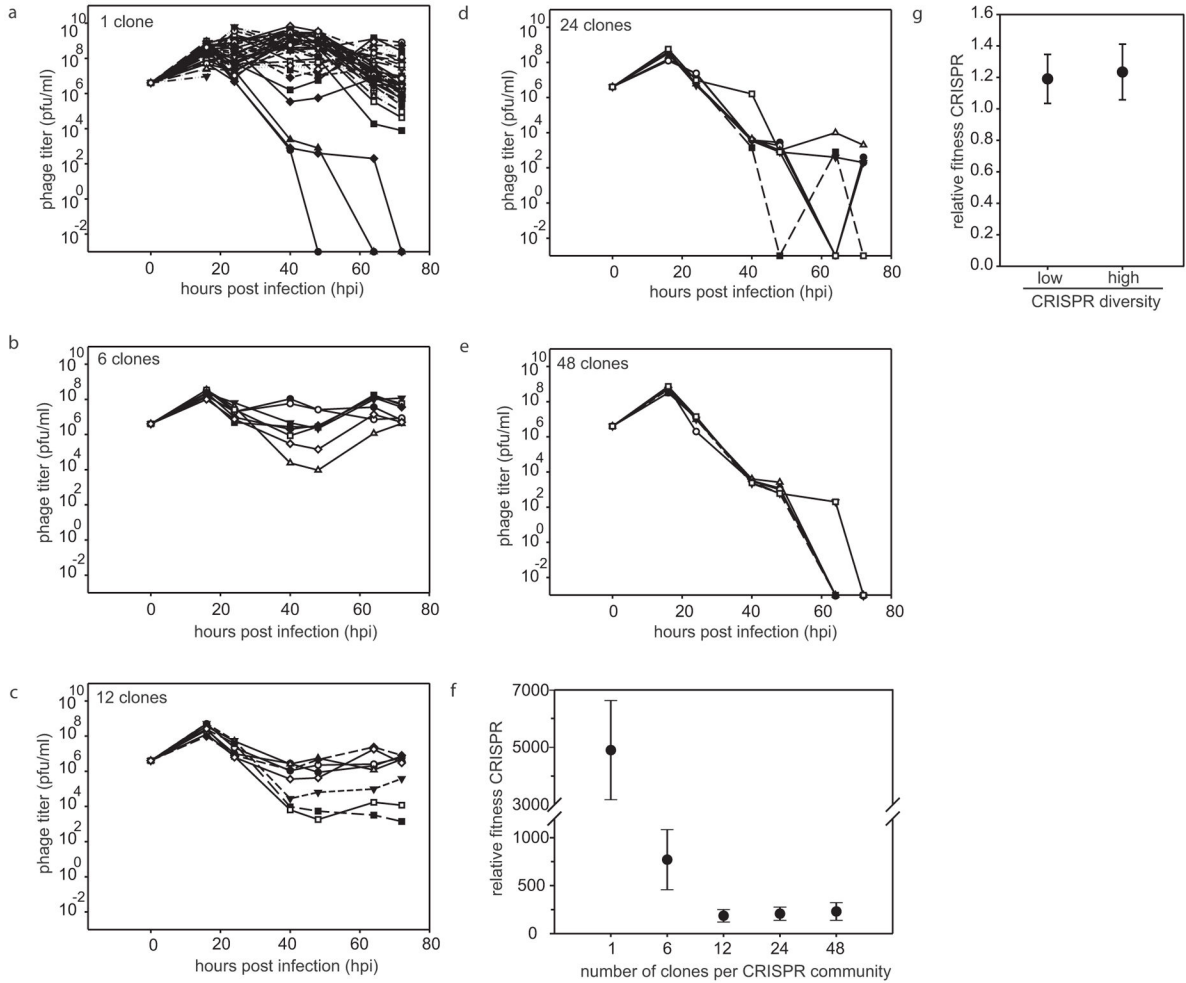 a
1 clone
phage titer (pfu/ml)
10^10
10^8
10^6
10^4
10^2
10^0
10^-2
0 20 40 60 80
hours post infection (hpi)
b
6 clones
phage titer (pfu/ml)
10^10
10^8
10^6
10^4
10^2
10^0
10^-2
0 20 40 60 80
hours post infection (hpi)
c
12 clones
phage titer (pfu/ml)
10^10
10^8
10^6
10^4
10^2
10^0
10^-2
0 20 40 60 80
hours post infection (hpi)
d
24 clones
phage titer (pfu/ml)
10^10
10^8
10^6
10^4
10^2
10^0
10^-2
0 20 40 60 80
hours post infection (hpi)
e
48 clones
phage titer (pfu/ml)
10^10
10^8
10^6
10^4
10^2
10^0
10^-2
0 20 40 60 80
hours post infection (hpi)
f
relative fitness CRISPR
7000
5000
3000
1000
500
0
1 6 12 24 48
number of clones per CRISPR community
g
relative fitness CRISPR
1.6
1.4
1.2
1.0
0.8
0.6
0.4
0.2
0.0
low high
CRISPR diversity